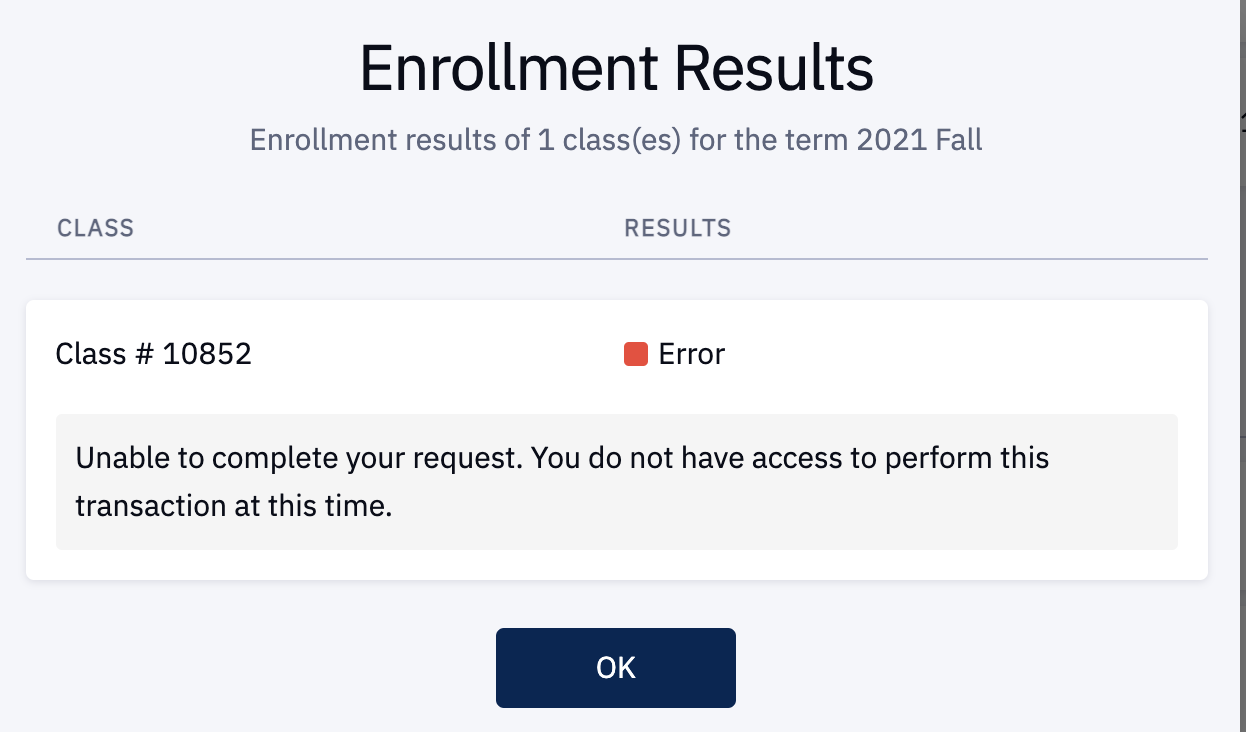 Enrollment Results
Enrollment results of 1 class(es) for the term 2021 Fall
CLASS RESULTS
Class # 10852 Error
Unable to complete your request. You do not have access to perform this
transaction at this time.
OK